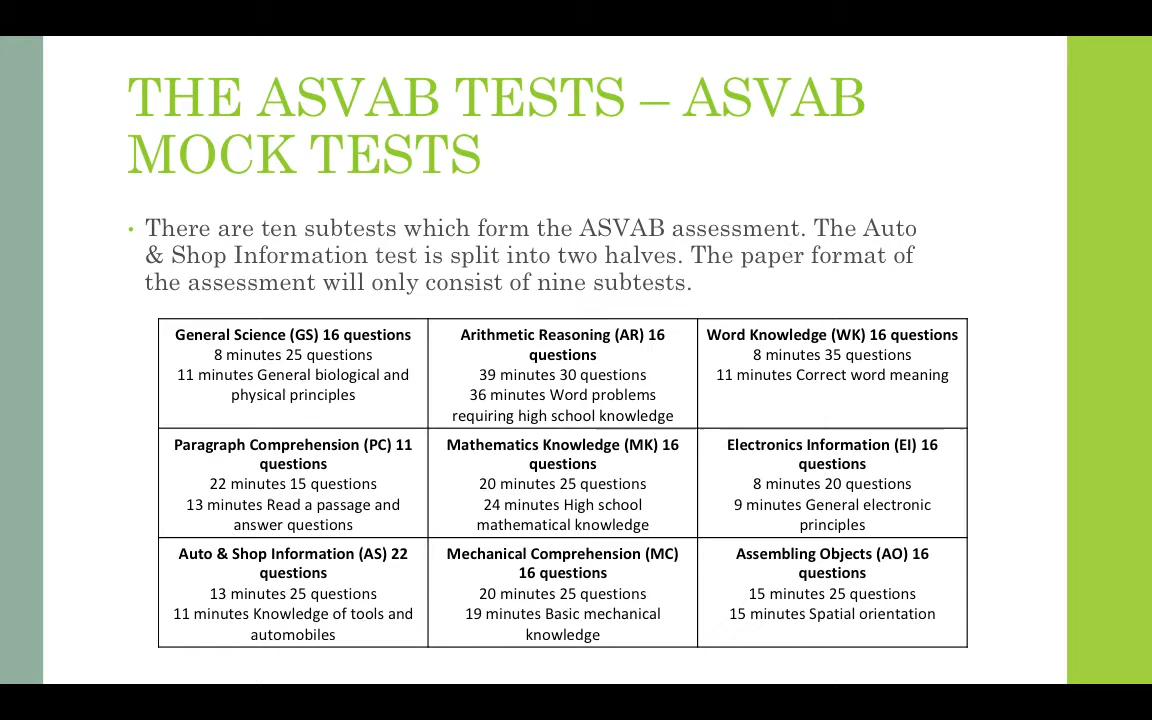 THE ASVAB TESTS – ASVAB
MOCK TESTS
• There are ten subtests which form the ASVAB assessment. The Auto
& Shop Information test is split into two halves. The paper format of
the assessment will only consist of nine subtests.
General Science (GS) 16 questions
8 minutes 25 questions
11 minutes General biological and
physical principles
Arithmetic Reasoning (AR) 16
questions
39 minutes 30 questions
36 minutes Word problems
requiring high school knowledge
Word Knowledge (WK) 16 questions
8 minutes 35 questions
11 minutes Correct word meaning
Paragraph Comprehension (PC) 11
questions
22 minutes 15 questions
13 minutes Read a passage and
answer questions
Mathematics Knowledge (MK) 16
questions
20 minutes 25 questions
24 minutes High school
mathematical knowledge
Electronics Information (EI) 16
questions
8 minutes 20 questions
9 minutes General electronic
principles
Auto & Shop Information (AS) 22
questions
13 minutes 25 questions
11 minutes Knowledge of tools and
automobiles
Mechanical Comprehension (MC)
16 questions
20 minutes 25 questions
19 minutes Basic mechanical
knowledge
Assembling Objects (AO) 16
questions
15 minutes 25 questions
15 minutes Spatial orientation